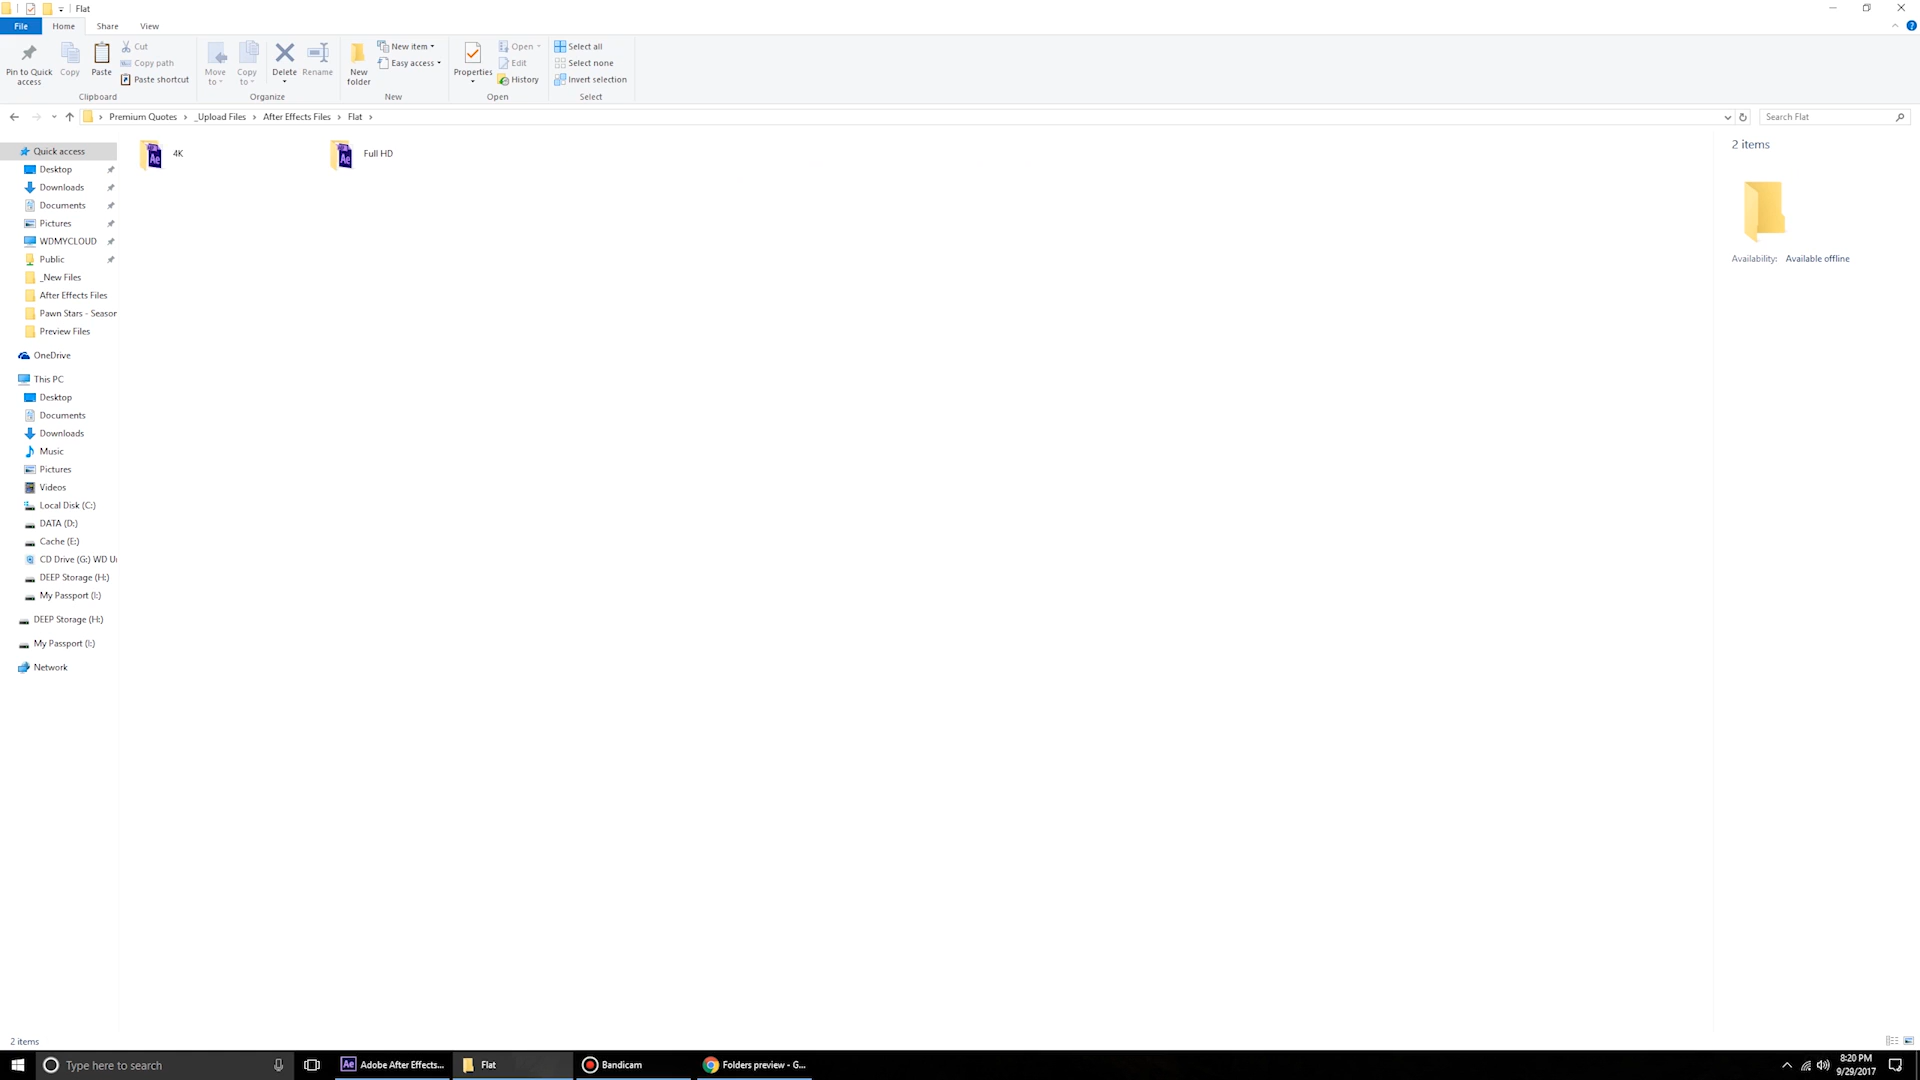 Flat
File
Home
Share
View
Pin to Quick access
Copy
Paste
Cut
Copy path
Paste shortcut
Clipboard
Move to
Copy to
Delete
Rename
Organize
New folder
New item
Easy access
New
Properties
Open
Edit
History
Open
Select all
Select none
Invert selection
Select
Premium Quotes
_Upload Files
After Effects Files
Flat
Search Flat
Quick access
Desktop
Downloads
Documents
Pictures
WDMYCLOUD
Public
_New Files
After Effects Files
Pawn Stars - Season
Preview Files
OneDrive
This PC
Desktop
Documents
Downloads
Music
Pictures
Videos
Local Disk (C:)
DATA (D:)
Cache (E:)
CD Drive (G:) WD U
DEEP Storage (H:)
My Passport (I:)
DEEP Storage (H:)
My Passport (I:)
Network
Ae
4K
Ae
Full HD
2 items
Availability: Available offline
2 items
Type here to search
Ae
Adobe After Effects...
Flat
Bandicam
Folders preview - G...
8:20 PM
9/29/2017